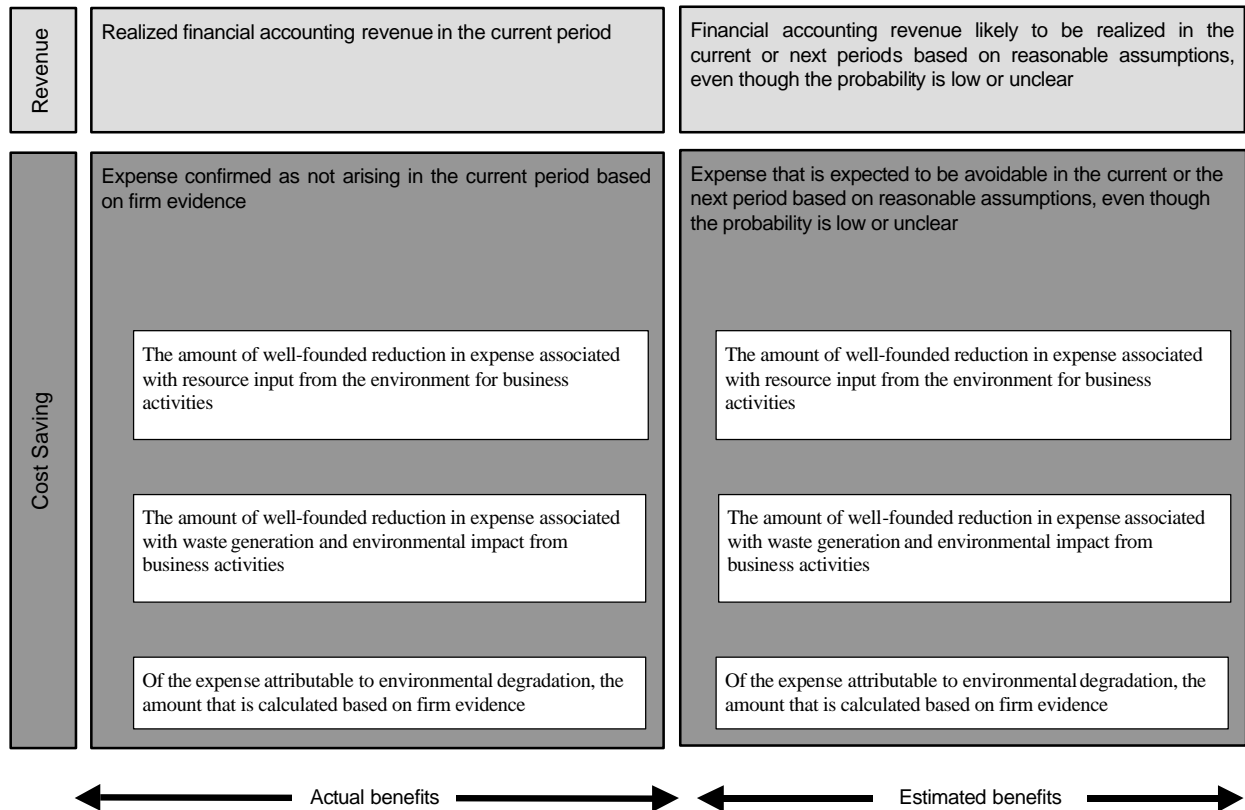 Revenue
Realized financial accounting revenue in the current period
Financial accounting revenue likely to be realized in the
current or next periods based on reasonable assumptions,
even though the probability is low or unclear
Cost Saving
Expense confirmed as not arising in the current period based
on firm evidence
The amount of well-founded reduction in expense associated
with resource input from the environment for business
activities
The amount of well-founded reduction in expense associated
with waste generation and environmental impact from
business activities
Of the expense attributable to environmental degradation, the
amount that is calculated based on firm evidence
Expense that is expected to be avoidable in the current or the
next period based on reasonable assumptions, even though
the probability is low or unclear
The amount of well-founded reduction in expense associated
with resource input from the environment for business
activities
The amount of well-founded reduction in expense associated
with waste generation and environmental impact from
business activities
Of the expense attributable to environmental degradation, the
amount that is calculated based on firm evidence
Actual benefits
Estimated benefits